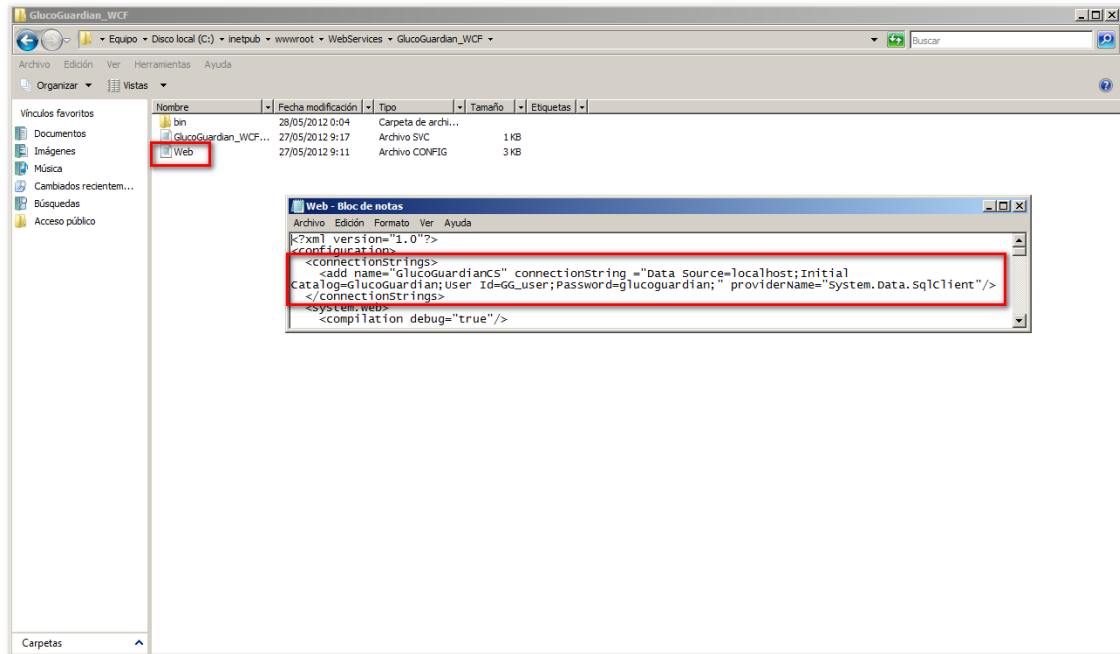 GlucoGuardian_WCF
Equipo Disco local (C:) inetpub wwwroot WebServices GlucoGuardian_WCF
Buscar
Archivo Edición Ver Herramientas Ayuda
Organizar Vistas
Vínculos favoritos
Documentos
Imágenes
Música
Cambiados recientem...
Búsquedas
Acceso público
Nombre Fecha modificación Tipo Tamaño Etiquetas
bin 28/05/2012 0:04 Carpeta de archi...
GlucoGuardian_WCF... 27/05/2012 9:17 Archivo SVC 1 KB
Web 27/05/2012 9:11 Archivo CONFIG 3 KB
Web - Bloc de notas
Archivo Edición Formato Ver Ayuda
<?xml version="1.0"?>
<configuration>
<connectionStrings>
<add name="GlucoGuardianCS" connectionString ="Data Source=localhost;Initial
Catalog=GlucoGuardian;User Id=GG_user;Password=glucoguardian;" providerName="System.Data.SqlClient"/>
</connectionStrings>
<system.web>
<compilation debug="true"/>
Carpetas